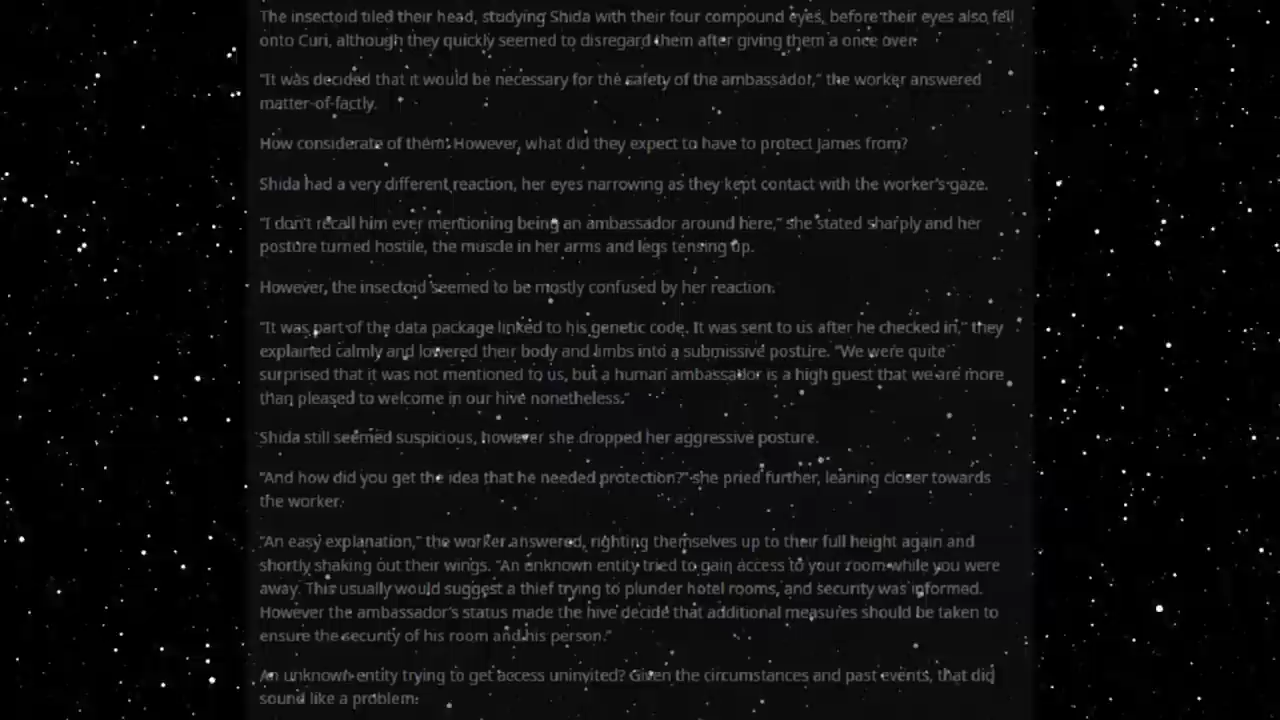 The insectoid tiled their head, studying Shida with their four compound eyes, before their eyes also fell
onto Curi, although they quickly seemed to disregard them after giving them a once over.
“It was decided that it would be necessary for the safety of the ambassador,” the worker answered
matter-of-factly.
How considerate of them. However, what did they expect to have to protect James from?
Shida had a very different reaction, her eyes narrowing as they kept contact with the worker's gaze.
“I don't recall him ever mentioning being an ambassador around here,” she stated sharply and her
posture turned hostile, the muscle in her arms and legs tensing up.
However, the insectoid seemed to be mostly confused by her reaction.
“It was part of the data package linked to his genetic code. It was sent to us after he checked in,” they
explained calmly and lowered their body and limbs into a submissive posture. “We were quite
surprised that it was not mentioned to us, but a human ambassador is a high guest that we are more
than pleased to welcome in our hive nonetheless.”
Shida still seemed suspicious, however she dropped her aggressive posture.
“And how did you get the idea that he needed protection?” she pried further, leaning closer towards
the worker.
“An easy explanation,” the worker answered, righting themselves up to their full height again and
shortly shaking out their wings. “An unknown entity tried to gain access to your room while you were
away. This usually would suggest a thief trying to plunder hotel rooms, and security was informed.
However the ambassador's status made the hive decide that additional measures should be taken to
ensure the security of his room and his person.”
An unknown entity trying to get access uninvited? Given the circumstances and past events, that did
sound like a problem.